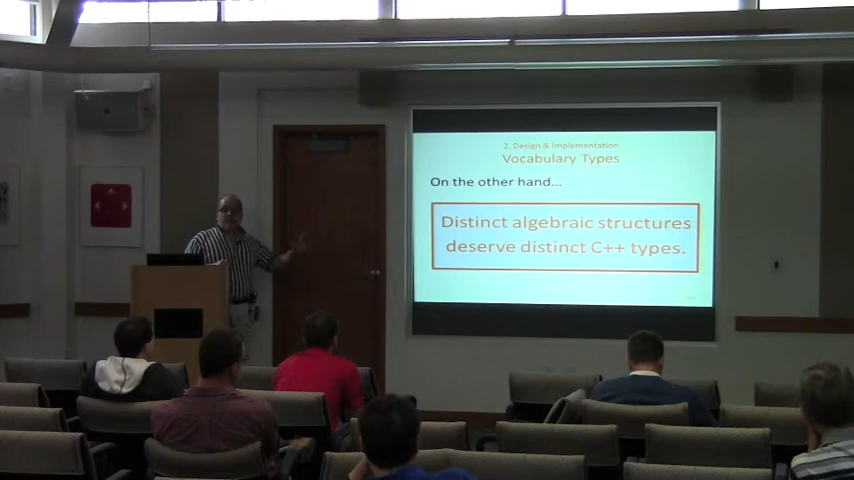 2. Design & Implementation
Vocabulary Types
On the other hand...
Distinct algebraic structures
deserve distinct C++ types.